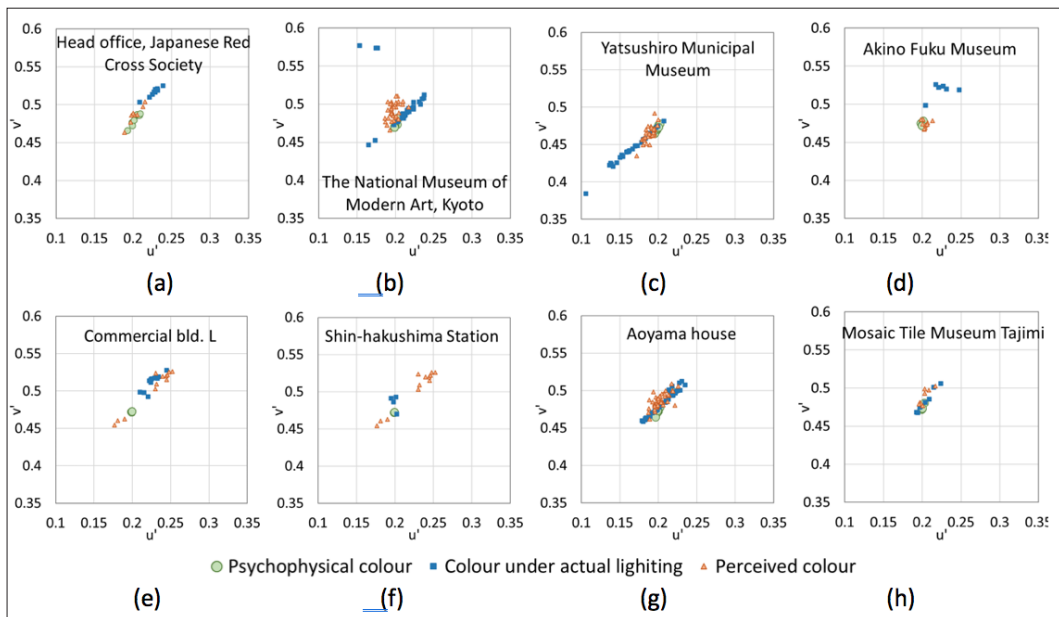 Head office, Japanese Red
Cross Society
0.6
0.55
0.5
0.45
0.4
0.35
v'
0.1 0.15 0.2 0.25 0.3 0.35
u'
(a)
0.6
0.55
0.5
0.45
0.4
0.35
v'
The National Museum of
Modern Art, Kyoto
0.1 0.15 0.2 0.25 0.3 0.35
u'
(b)
Yatsushiro Municipal
Museum
0.6
0.55
0.5
0.45
0.4
0.35
v'
0.1 0.15 0.2 0.25 0.3 0.35
u'
(c)
Akino Fuku Museum
0.6
0.55
0.5
0.45
0.4
0.35
v'
0.1 0.15 0.2 0.25 0.3 0.35
u'
(d)
Commercial bld. L
0.6
0.55
0.5
0.45
0.4
0.35
v'
0.1 0.15 0.2 0.25 0.3 0.35
u'
Shin-hakushima Station
0.6
0.55
0.5
0.45
0.4
0.35
v'
0.1 0.15 0.2 0.25 0.3 0.35
u'
Aoyama house
0.6
0.55
0.5
0.45
0.4
0.35
v'
0.1 0.15 0.2 0.25 0.3 0.35
u'
Mosaic Tile Museum Tajimi
0.6
0.55
0.5
0.45
0.4
0.35
v'
0.1 0.15 0.2 0.25 0.3 0.35
u'
Psychophysical colour Colour under actual lighiting Perceived colour
(e) (f) (g) (h)